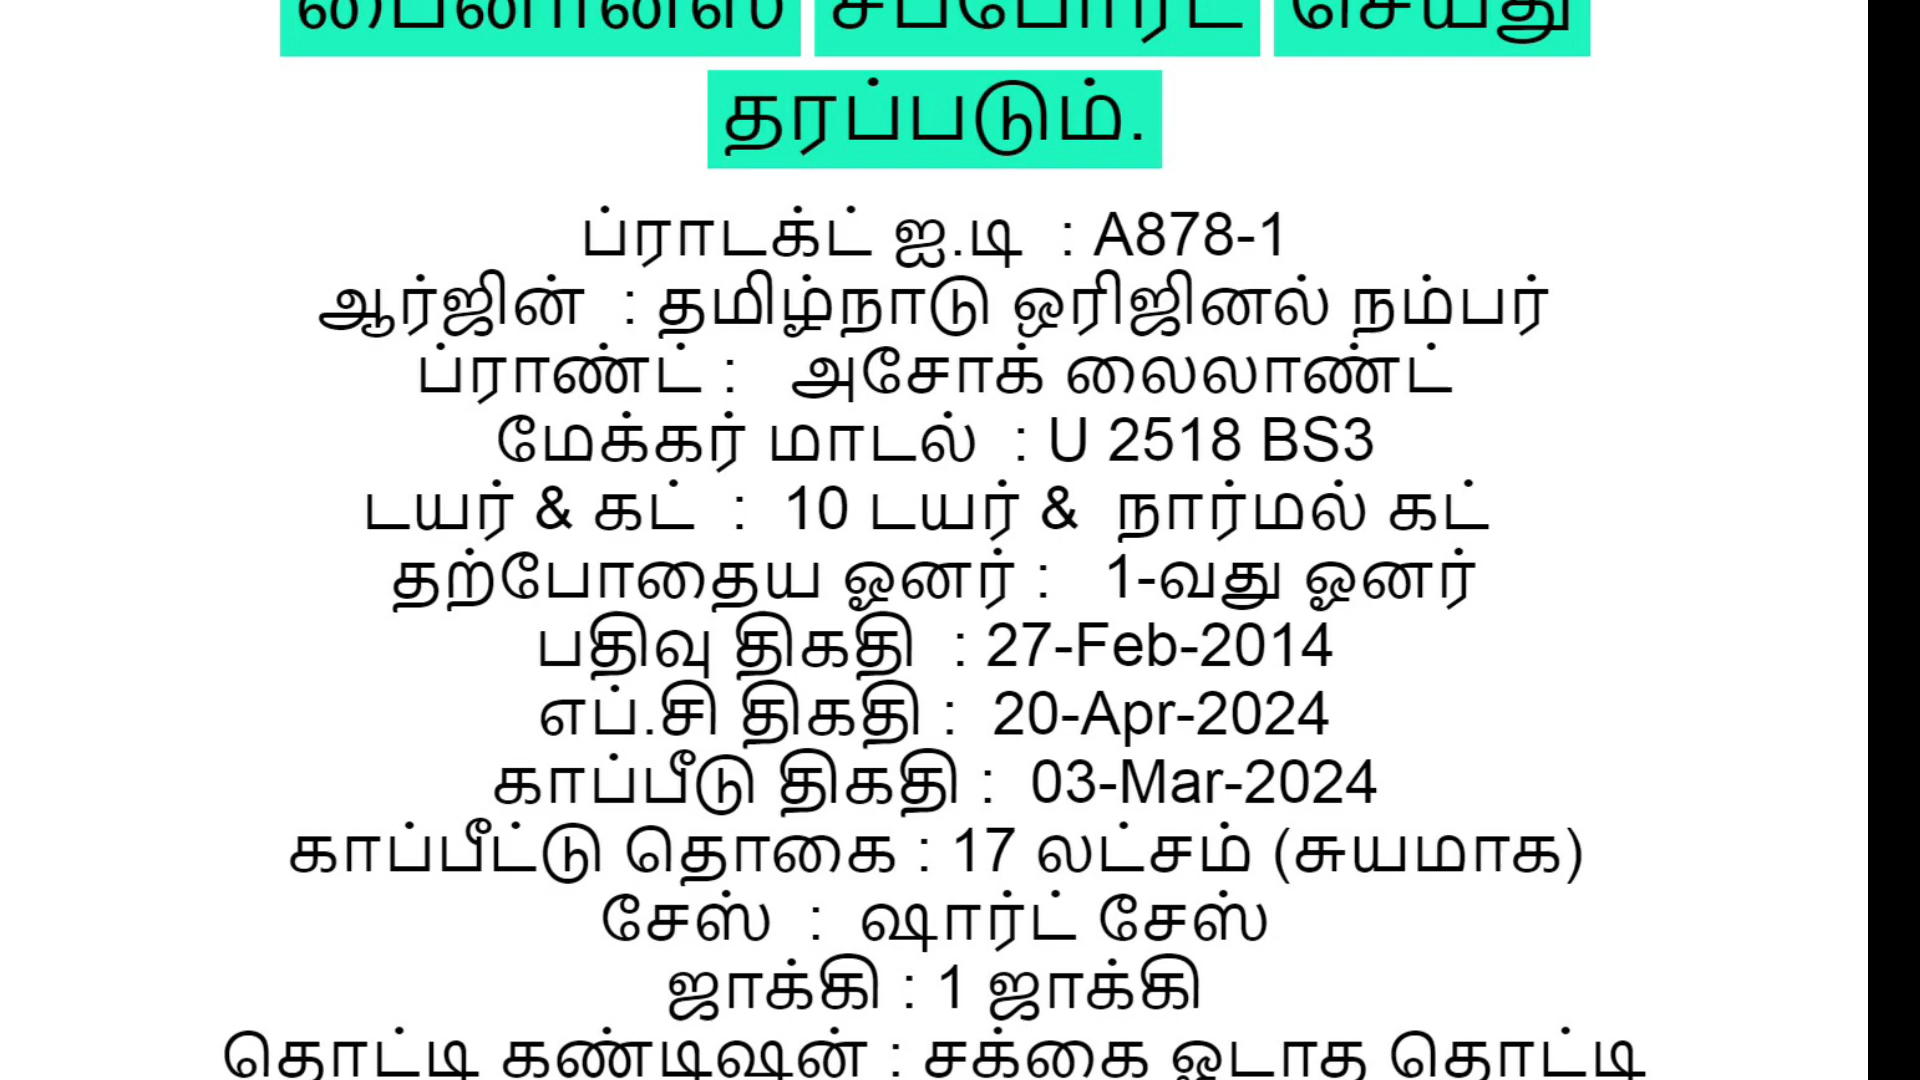 பைனான்ஸ் சப்போர்ட் செய்து
தரப்படும்.
ப்ராடக்ட் ஐ.டி : A878-1
ஆர்ஜின் : தமிழ்நாடு ஒரிஜினல் நம்பர்
ப்ராண்ட் : அசோக் லைலாண்ட்
மேக்கர் மாடல் : U 2518 BS3
டயர் & கட் : 10 டயர் & நார்மல் கட்
தற்போதைய ஓனர் : 1-வது ஓனர்
பதிவு திகதி : 27-Feb-2014
எப்.சி திகதி : 20-Apr-2024
காப்பீடு திகதி : 03-Mar-2024
காப்பீட்டு தொகை : 17 லட்சம் (சுயமாக)
சேஸ் : ஷார்ட் சேஸ்
ஜாக்கி : 1 ஜாக்கி
தொட்டி கண்டிஷன் : சக்கை ஓடாத தொட்டி